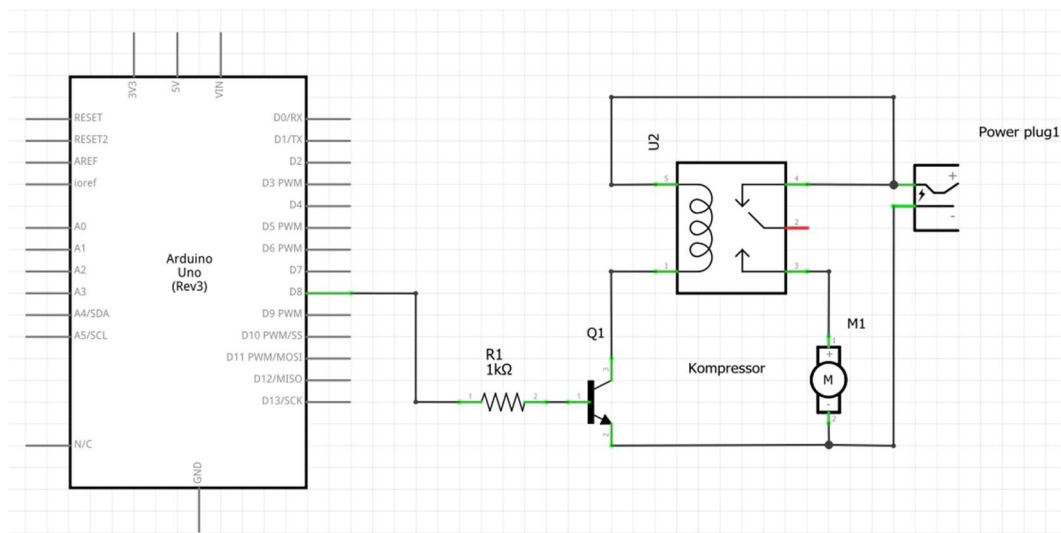 3V3
5V
VIN
RESET
RESET2
AREF
ioref
A0
A1
A2
A3
A4/SDA
A5/SCL
N/C
Arduino
Uno
(Rev3)
D0/RX
D1/TX
D2
D3 PWM
D4
D5 PWM
D6 PWM
D7
D8
D9 PWM
D10 PWM/SS
D11 PWM/MOSI
D12/MISO
D13/SCK
GND
R1
1kΩ
1
2
Q1
1
3
2
U2
5
1
4
2
3
Kompressor
M1
1
+
M
-
2
Power plug1
+
-